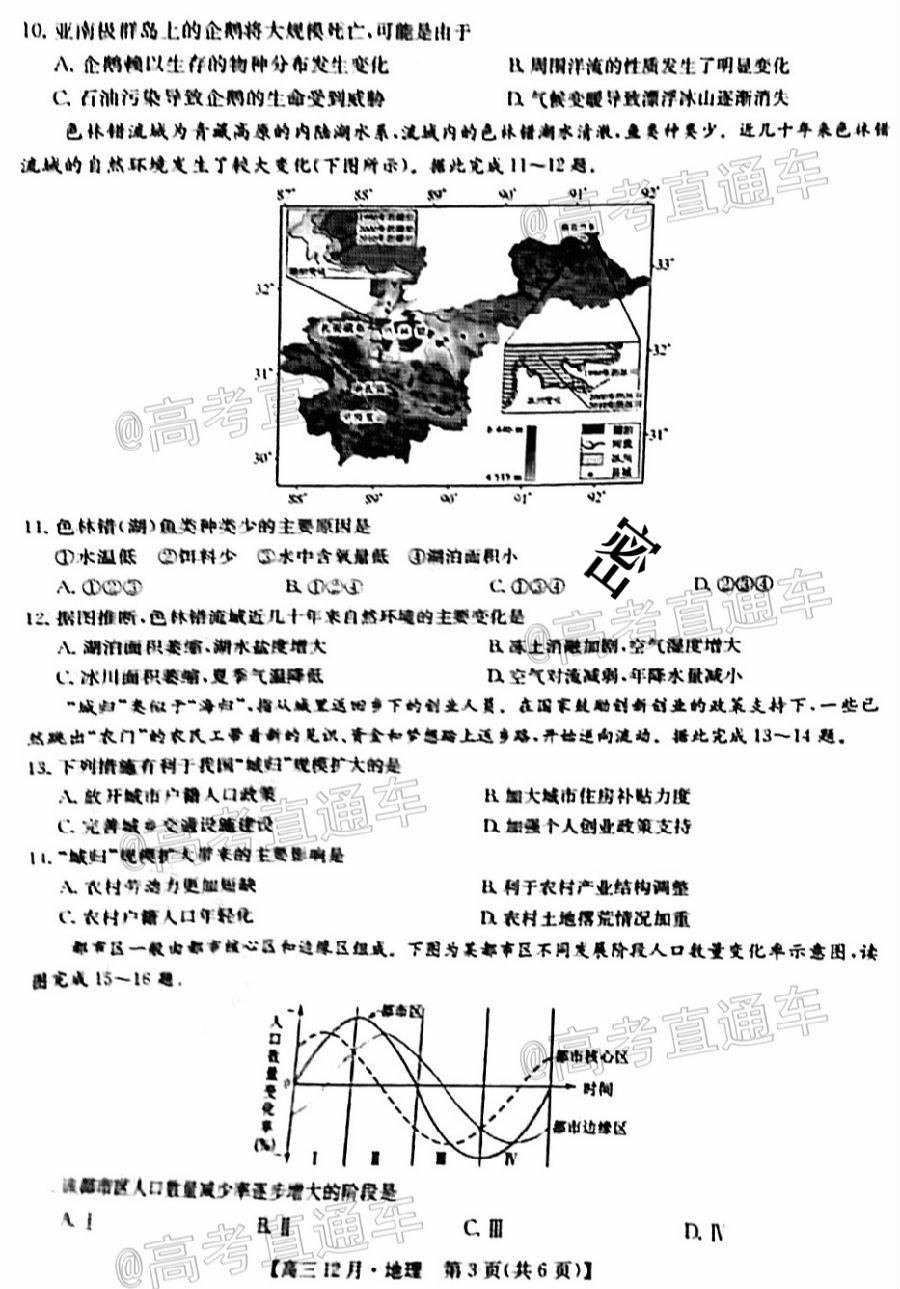 10. 亚南极群岛上的企鹅将大规模死亡,可能是由于
A. 企鹅赖以生存的物种分布发生变化 B. 周围洋流的性质发生了明显变化
C. 石油污染导致企鹅的生命受到威胁 D. 气候变暖导致漂浮冰山逐渐消失
色林错流域为青藏高原的内陆湖水系,流域内的色林错湖水清澈,鱼类种类少。近几十年来色林错
流域的自然环境发生了较大变化(下图所示)。据此完成11~12题。
87° 88° 89° 90° 91° 92°
33°
32°
32°
31°
31°
30°
88° 89° 90° 91° 92°
11. 色林错(湖)鱼类种类少的主要原因是
①水温低 ②饵料少 ③水中含氧量低 ④湖泊面积小
A. ①②③ B. ①②④ C. ①③④ D. ②③④
密
12. 据图推断,色林错流域近几十年来自然环境的主要变化是
A. 湖泊面积萎缩,湖水盐度增大 B. 冻土消融加剧,空气湿度增大
C. 冰川面积萎缩,夏季气温降低 D. 空气对流减弱,年降水量减小
“城归”类似于“海归”,指从城里返回乡下的创业人员。在国家鼓励创新创业的政策支持下,一些已
然跳出“农门”的农民工带着新的见识、资金和梦想踏上返乡路,开始逆向流动。据此完成13~14题。
13. 下列措施有利于我国“城归”规模扩大的是
A. 放开城市户籍人口政策 B. 加大城市住房补贴力度
C. 完善城乡交通设施建设 D. 加强个人创业政策支持
14. “城归”规模扩大带来的主要影响是
A. 农村劳动力更加短缺 B. 利于农村产业结构调整
C. 农村户籍人口年轻化 D. 农村土地撂荒情况加重
都市区一般由都市核心区和边缘区组成。下图为某都市区不同发展阶段人口数量变化率示意图,读
图完成15~16题。
人口数量变化率(%)
都市区
都市核心区
0
时间
都市边缘区
Ⅰ Ⅱ Ⅲ Ⅳ
该都市区人口数量减少率逐步增大的阶段是
A. Ⅰ B. Ⅱ C. Ⅲ D. Ⅳ
【高三12月·地理 第3页(共6页)】
@高考直通车
@高考直通车
@高考直通车
@高考直通车
@高考直通车
@高考直通车